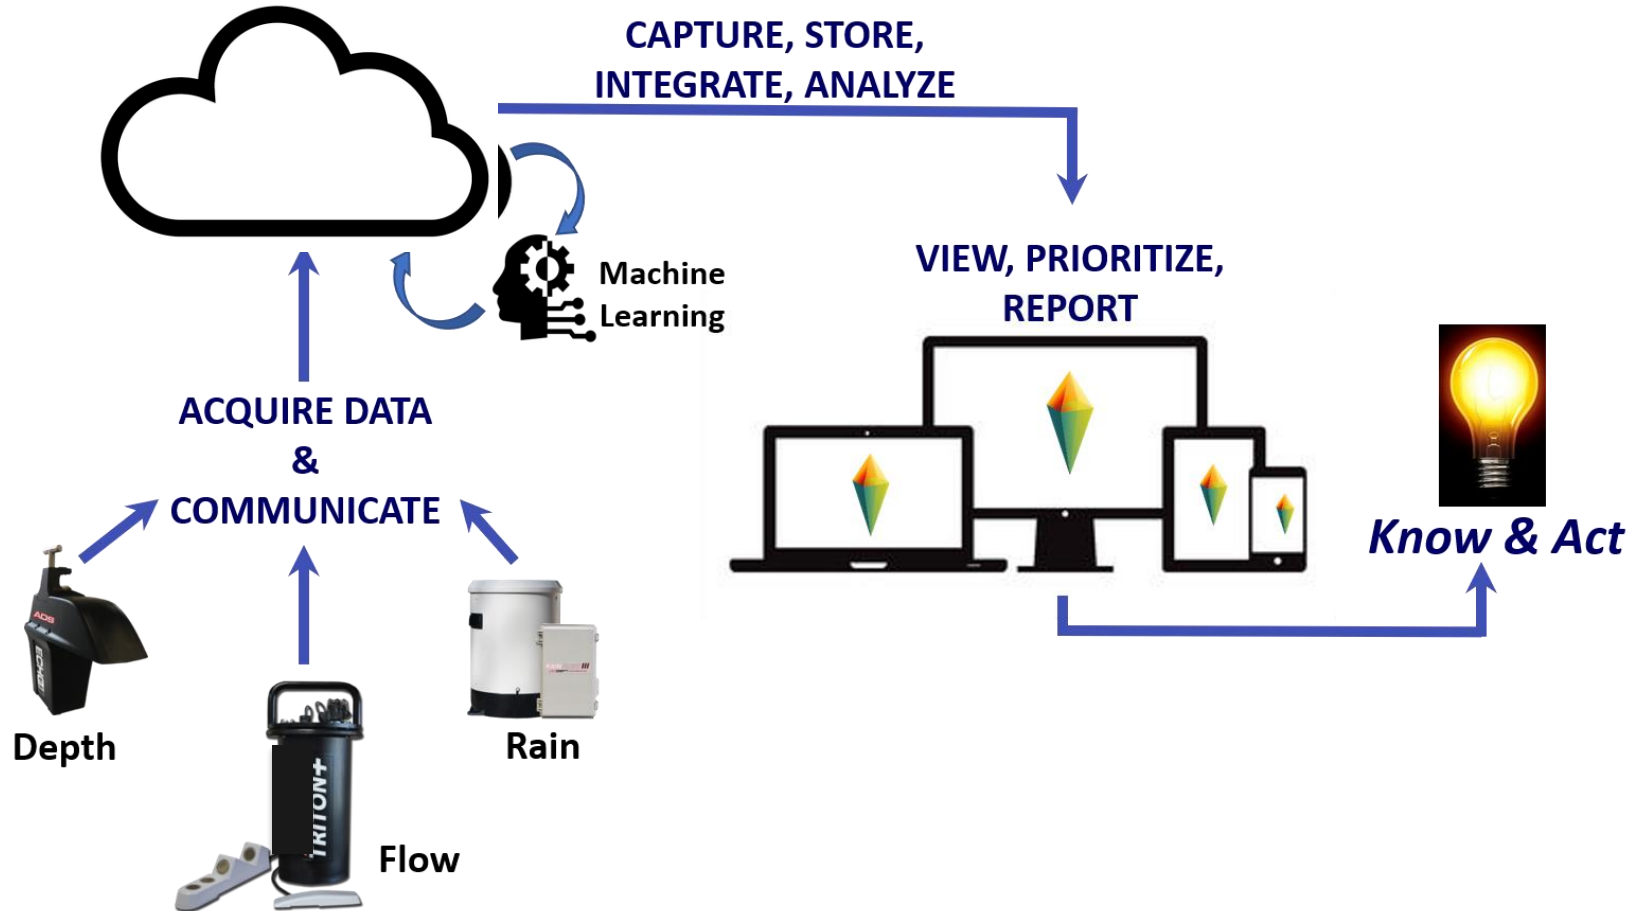 CAPTURE, STORE,
INTEGRATE, ANALYZE
Machine
Learning
VIEW, PRIORITIZE,
REPORT
ACQUIRE DATA
&
COMMUNICATE
Know & Act
ADS
ECHO
Depth
Rain
TRITON+
Flow